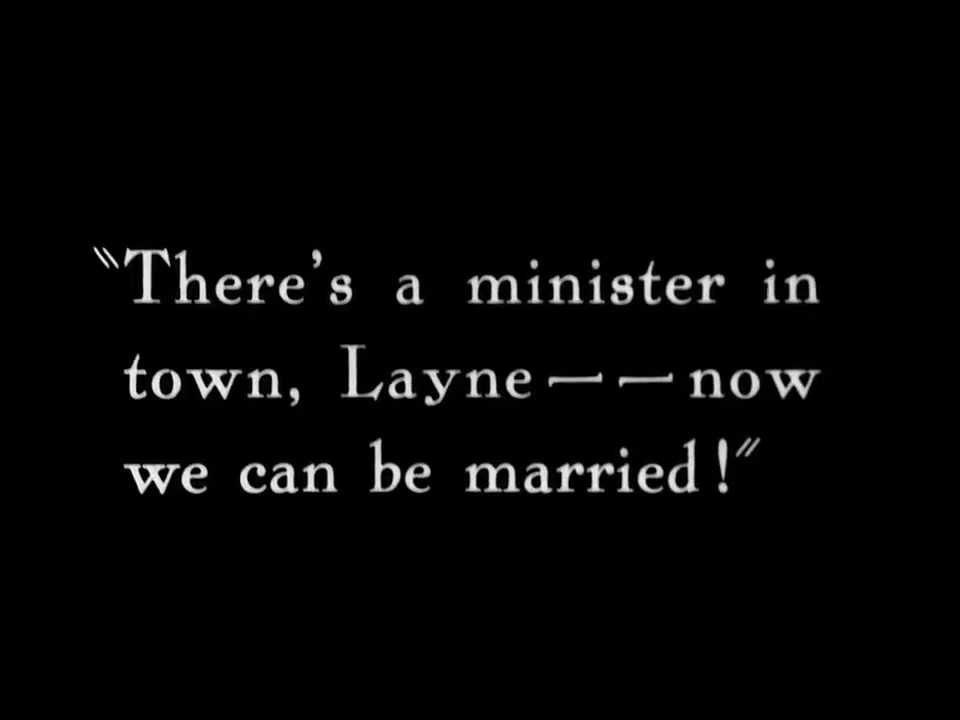 "There's a minister in
town, Layne — — now
we can be married!"